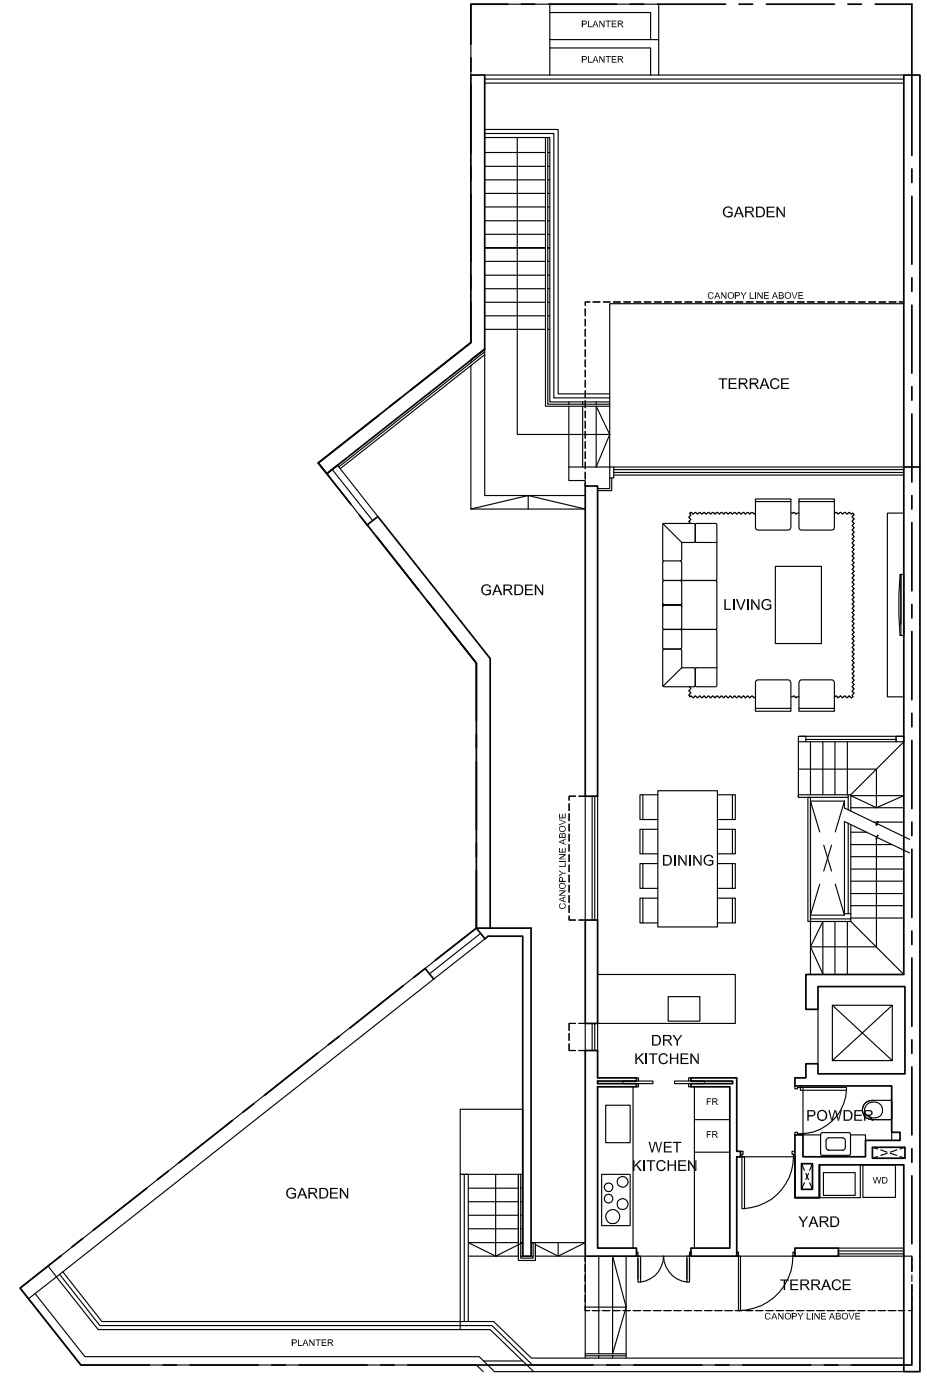 PLANTER
PLANTER
GARDEN
CANOPY LINE ABOVE
TERRACE
GARDEN
LIVING
CANOPY LINE ABOVE
DINING
DRY
KITCHEN
FR
POWDER
FR
WET
KITCHEN
WD
GARDEN
YARD
TERRACE
CANOPY LINE ABOVE
PLANTER